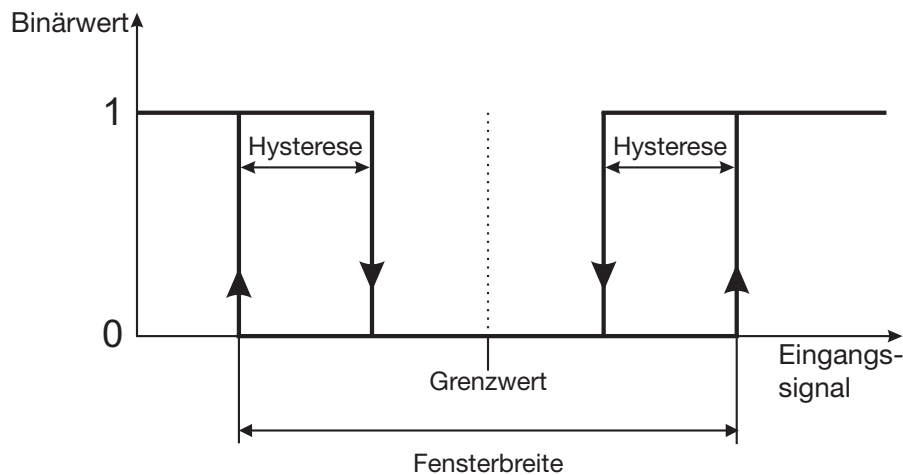 Binärwert
1
Hysterese
Hysterese
0
Eingangs-
signal
Grenzwert
Fensterbreite